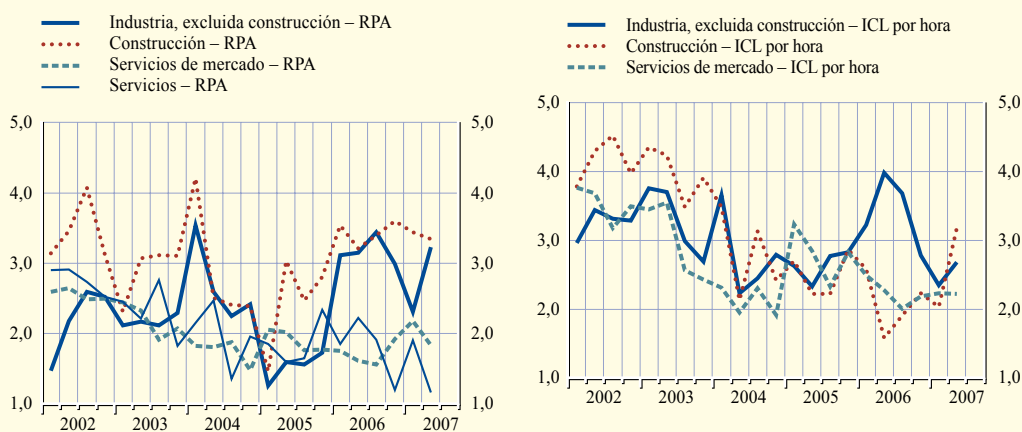 Industria, excluida construcción – RPA
Construcción – RPA
Servicios de mercado – RPA
Servicios – RPA
5,0 5,0
4,0 4,0
3,0 3,0
2,0 2,0
1,0 1,0
2002 2003 2004 2005 2006 2007
Industria, excluida construcción – ICL por hora
Construcción – ICL por hora
Servicios de mercado – ICL por hora
5,0 5,0
4,0 4,0
3,0 3,0
2,0 2,0
1,0 1,0
2002 2003 2004 2005 2006 2007